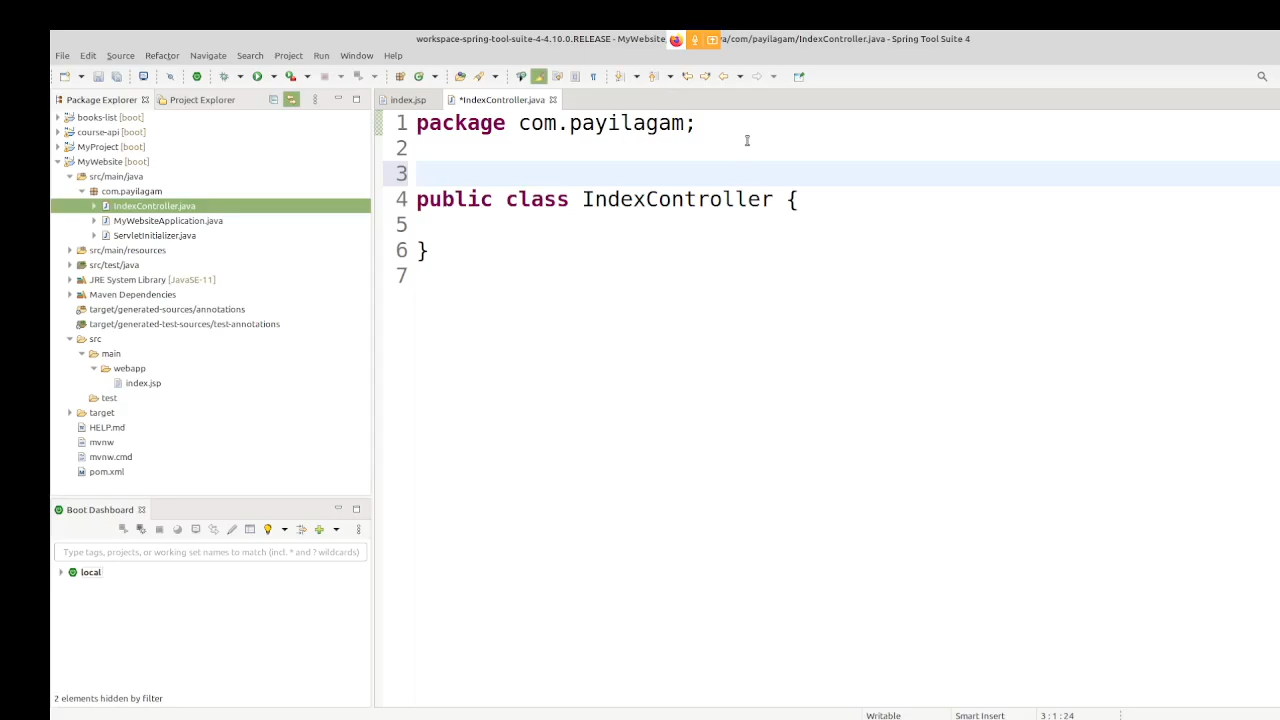 workspace-spring-tool-suite-4-4.10.0.RELEASE - MyWebsite va/com/payilagam/IndexController.java - Spring Tool Suite 4
File Edit Source Refactor Navigate Search Project Run Window Help
Package Explorer Project Explorer
index.jsp *IndexController.java
books-list [boot]
course-api [boot]
MyProject [boot]
MyWebsite [boot]
src/main/java
com.payilagam
IndexController.java
MyWebsiteApplication.java
ServletInitializer.java
src/main/resources
src/test/java
JRE System Library [JavaSE-11]
Maven Dependencies
target/generated-sources/annotations
target/generated-test-sources/test-annotations
src
main
webapp
index.jsp
test
target
HELP.md
mvnw
mvnw.cmd
pom.xml
1 package com.payilagam;
2
3
4 public class IndexController {
5
6 }
7
Boot Dashboard
Type tags, projects, or working set names to match (incl. * and ? wildcards)
local
2 elements hidden by filter
Writable Smart Insert 3 : 1 : 24